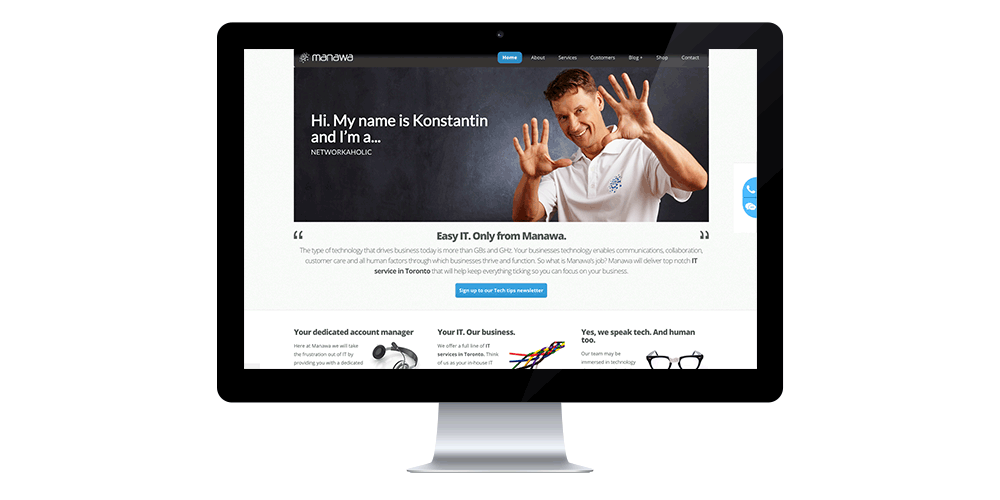 manawa
Home About Services Customers Blog + Shop Contact
Hi. My name is Konstantin
and I'm a...
NETWORKAHOLIC
“ Easy IT. Only from Manawa. ”
The type of technology that drives business today is more than GBs and GHz. Your businesses technology enables communications, collaboration,
customer care and all human factors through which businesses thrive and function. So what is Manawa's job? Manawa will deliver top notch IT
service in Toronto that will help keep everything ticking so you can focus on your business.
Sign up to our Tech tips newsletter
Your dedicated account manager
Here at Manawa we will take
the frustration out of IT by
providing you with a dedicated
Your IT. Our business.
We offer a full line of IT
services in Toronto. Think
of us as your in-house IT
Yes, we speak tech. And human
too.
Our team may be
immersed in technology